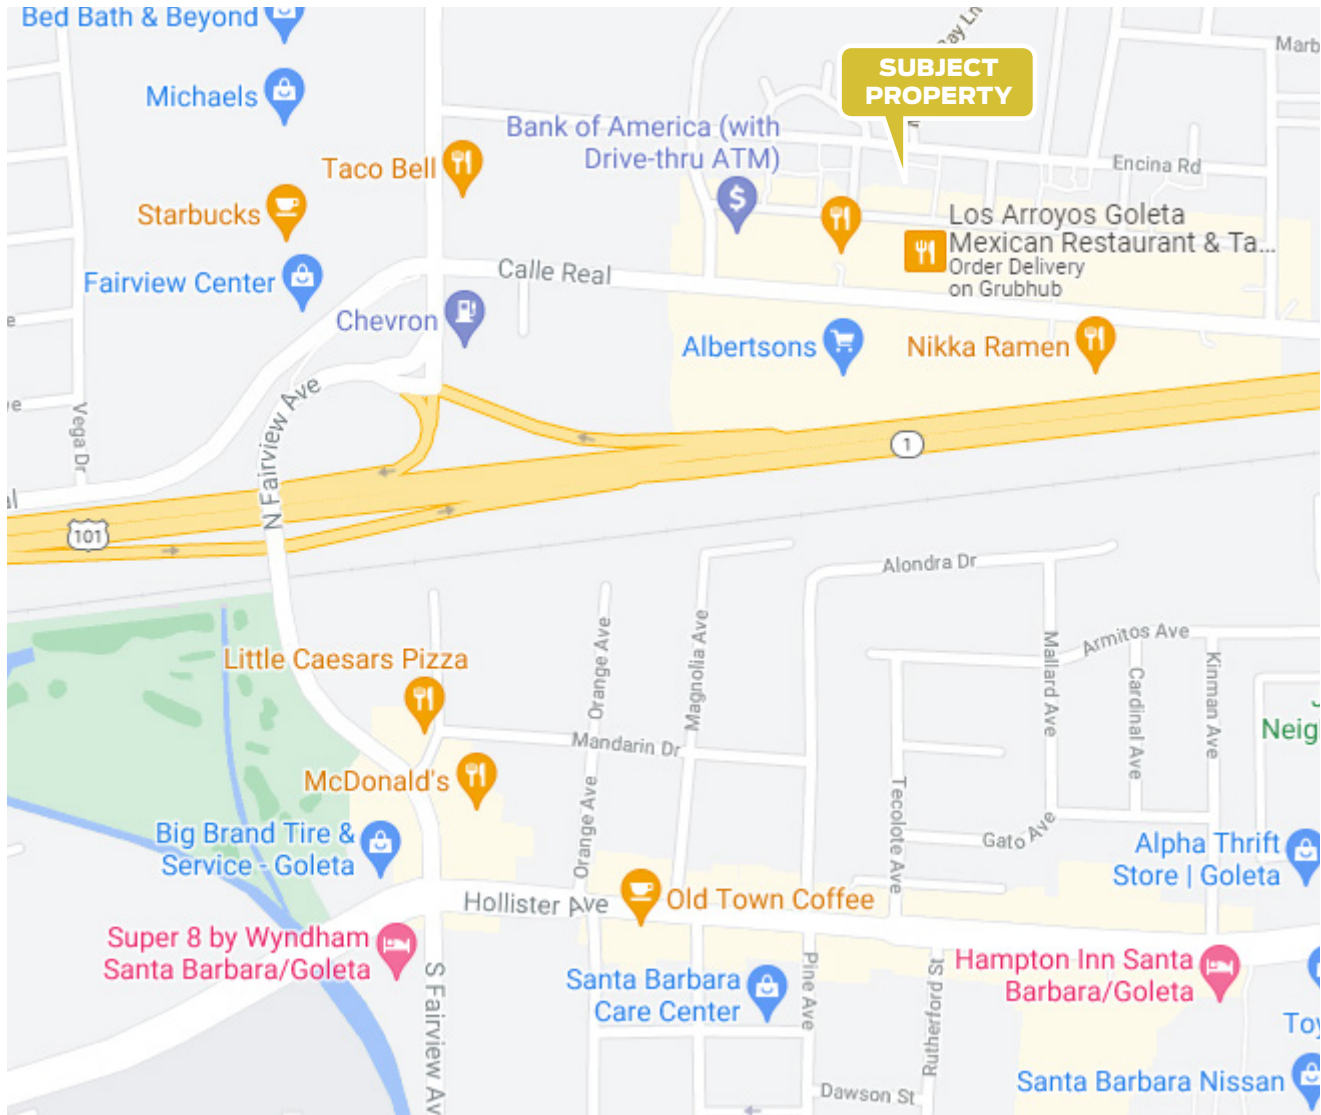 Bed Bath & Beyond
Michaels
Starbucks
Fairview Center
Taco Bell
Chevron
Bank of America (with
Drive-thru ATM)
SUBJECT
PROPERTY
Ray Ln
Marb
Encina Rd
Los Arroyos Goleta
Mexican Restaurant & Ta...
Order Delivery
on Grubhub
Calle Real
Albertsons
Nikka Ramen
Vega Dr
N Fairview Ave
1
101
Alondra Dr
Armitos Ave
Mallard Ave
Cardinal Ave
Kinman Ave
Neig
Little Caesars Pizza
Orange Ave
Magnolia Ave
Mandarin Dr
McDonald's
Orange Ave
Tecolote Ave
Gato Ave
Big Brand Tire &
Service - Goleta
Alpha Thrift
Store | Goleta
Hollister Ave
Old Town Coffee
Super 8 by Wyndham
Santa Barbara/Goleta
S Fairview Av
Santa Barbara
Care Center
Pine Ave
Rutherford St
Hampton Inn Santa
Barbara/Goleta
Toy
Dawson St
Santa Barbara Nissan